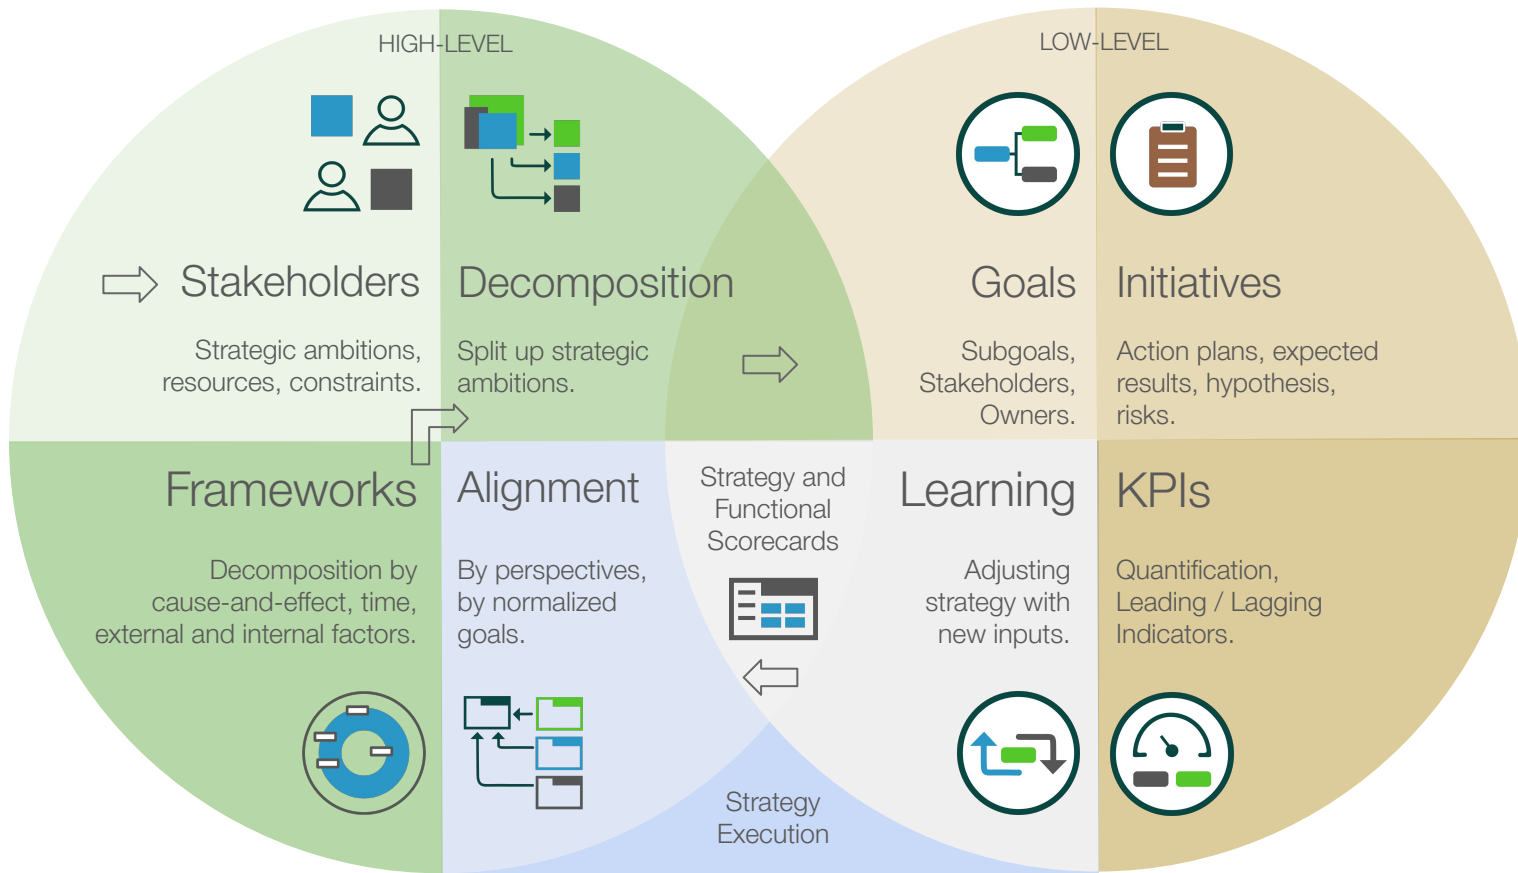 HIGH-LEVEL
LOW-LEVEL
Stakeholders
Strategic ambitions,
resources, constraints.
Decomposition
Split up strategic
ambitions.
Goals
Subgoals,
Stakeholders,
Owners.
Initiatives
Action plans, expected
results, hypothesis,
risks.
Frameworks
Decomposition by
cause-and-effect, time,
external and internal factors.
Alignment
By perspectives,
by normalized
goals.
Strategy and
Functional
Scorecards
Learning
Adjusting
strategy with
new inputs.
KPIs
Quantification,
Leading / Lagging
Indicators.
Strategy
Execution